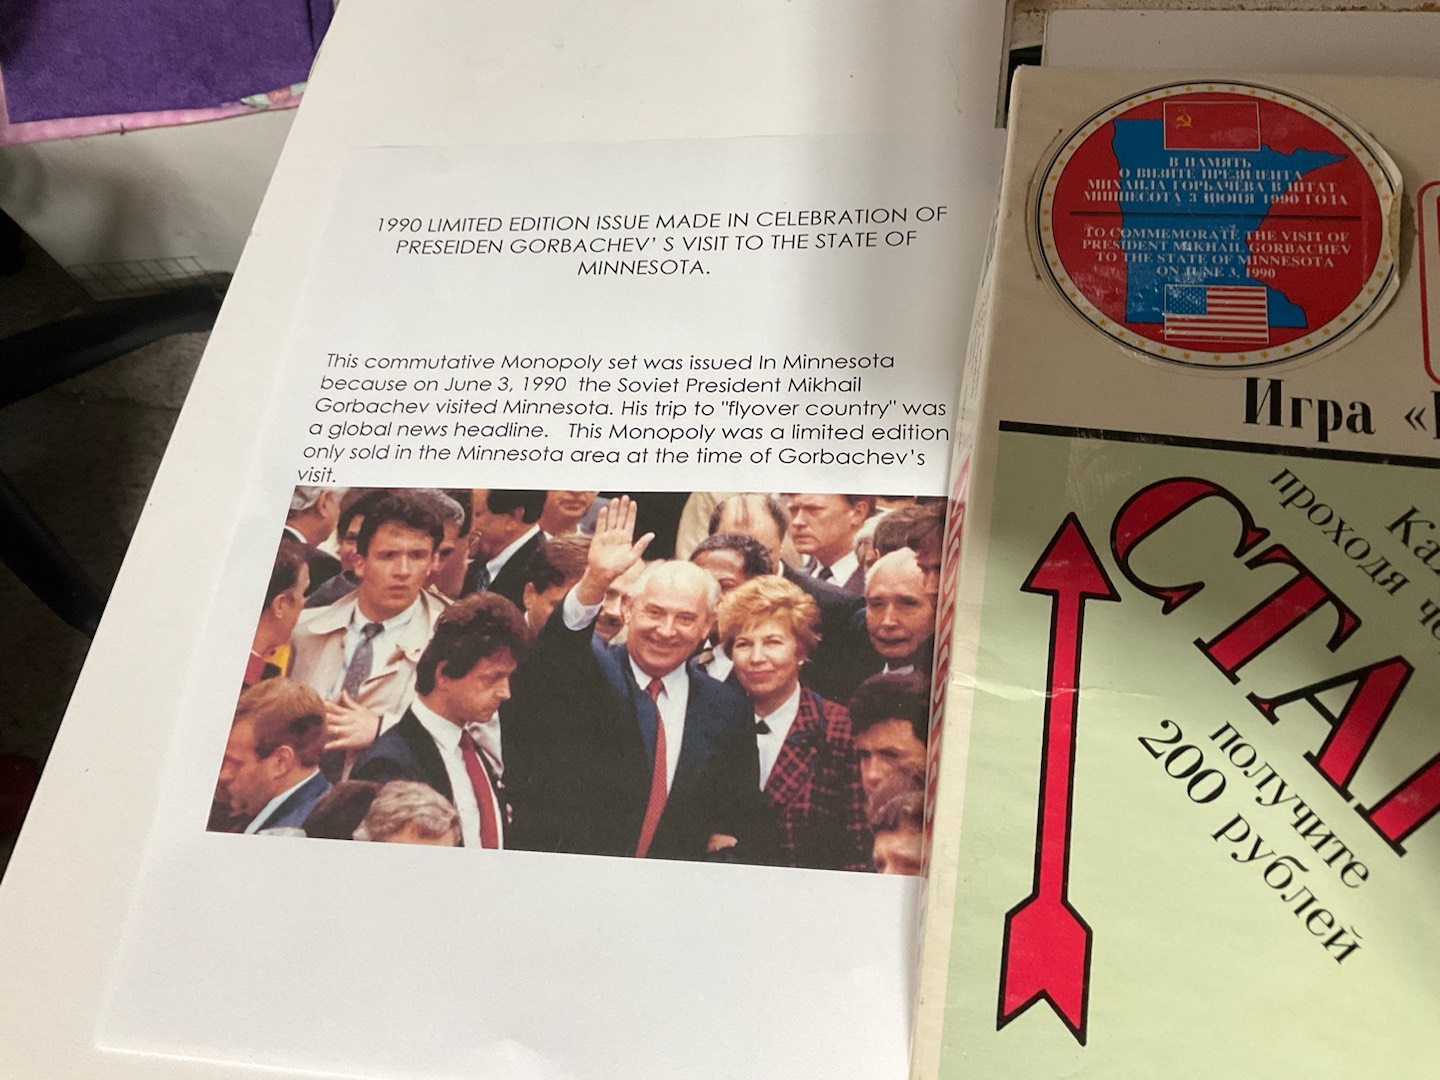 1990 LIMITED EDITION ISSUE MADE IN CELEBRATION OF
PRESEIDEN GORBACHEV' S VISIT TO THE STATE OF
MINNESOTA.
This commutative Monopoly set was issued In Minnesota
because on June 3, 1990 the Soviet President Mikhail
Gorbachev visited Minnesota. His trip to "flyover country" was
a global news headline. This Monopoly was a limited edition
only sold in the Minnesota area at the time of Gorbachev's
visit.
В ПАМЯТЬ
О ВИЗИТЕ ПРЕЗИДЕНТА
МИХАИЛА ГОРБАЧЁВА В ШТАТ
МИННЕСОТА 3 ИЮНЯ 1990 ГОДА
TO COMMEMORATE THE VISIT OF
PRESIDENT MIKHAIL GORBACHEV
TO THE STATE OF MINNESOTA
ON JUNE 3, 1990
Игра «
проходя
СТА
получите
200 рублей